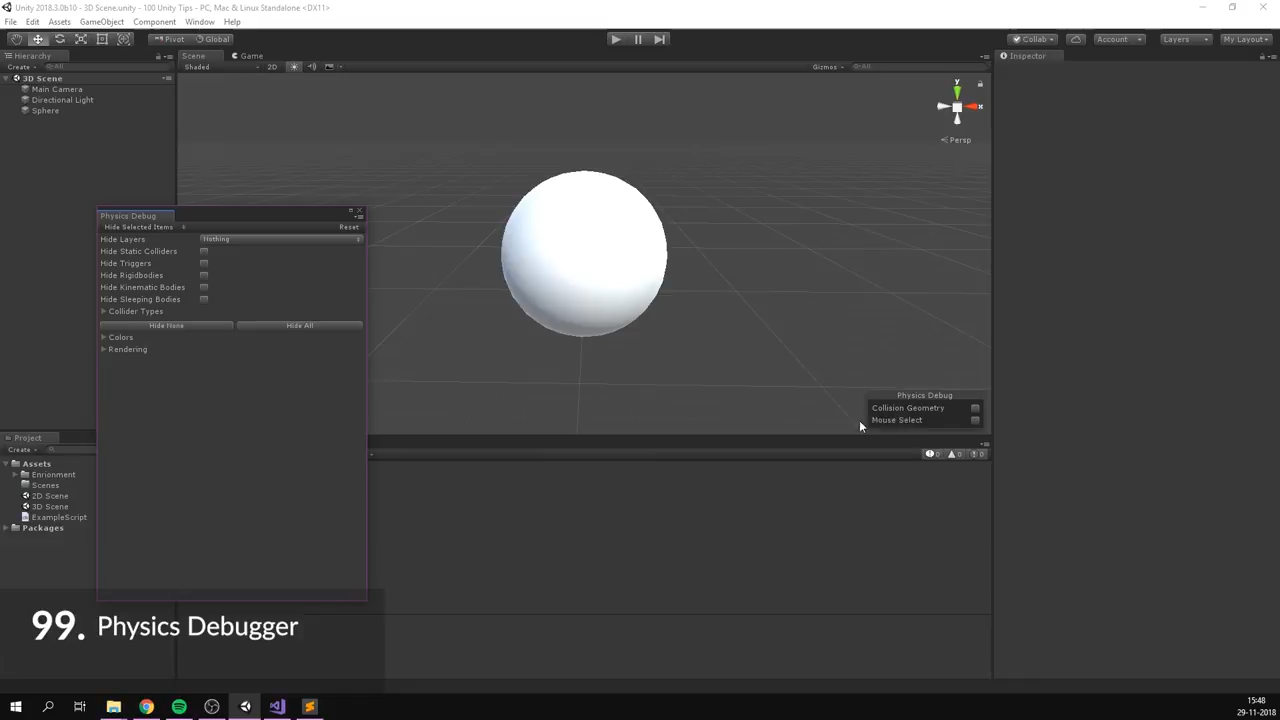 Unity 2018.3.0b10 - 3D Scene.unity - 100 Unity Tips - PC, Mac & Linux Standalone <DX11>
File Edit Assets GameObject Component Window Help
Pivot Global
Collab Account Layers My Layout
Hierarchy
Scene Game
Inspector
Create All
Shaded 2D
Gizmos All
3D Scene
Main Camera
Directional Light
Sphere
y
x
Persp
Physics Debug
Hide Selected Items Reset
Hide Layers Nothing
Hide Static Colliders
Hide Triggers
Hide Rigidbodies
Hide Kinematic Bodies
Hide Sleeping Bodies
Collider Types
Hide None Hide All
Colors
Rendering
Physics Debug
Collision Geometry
Mouse Select
Project
Create
0 0 0
Assets
Enrionment
Scenes
2D Scene
3D Scene
ExampleScript
Packages
99. Physics Debugger
15:48
29-11-2018